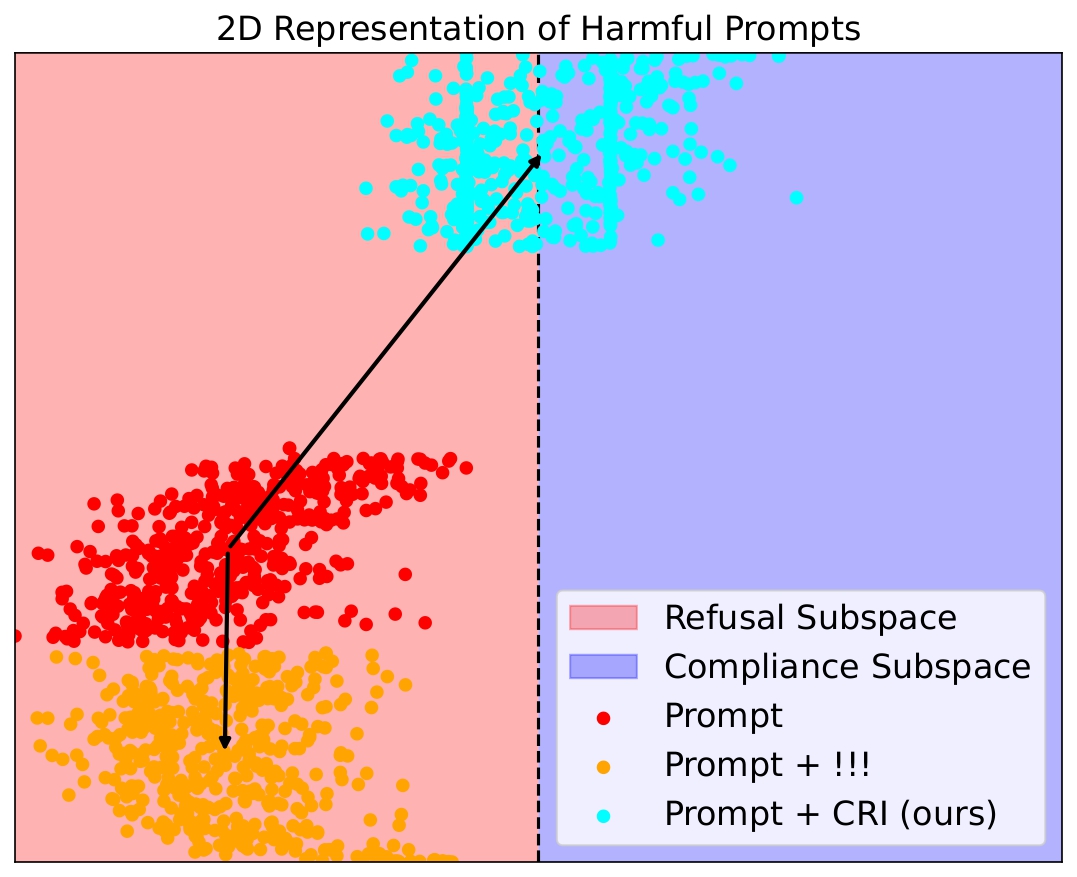 2D Representation of Harmful Prompts
Refusal Subspace
Compliance Subspace
Prompt
Prompt + !!!
Prompt + CRI (ours)